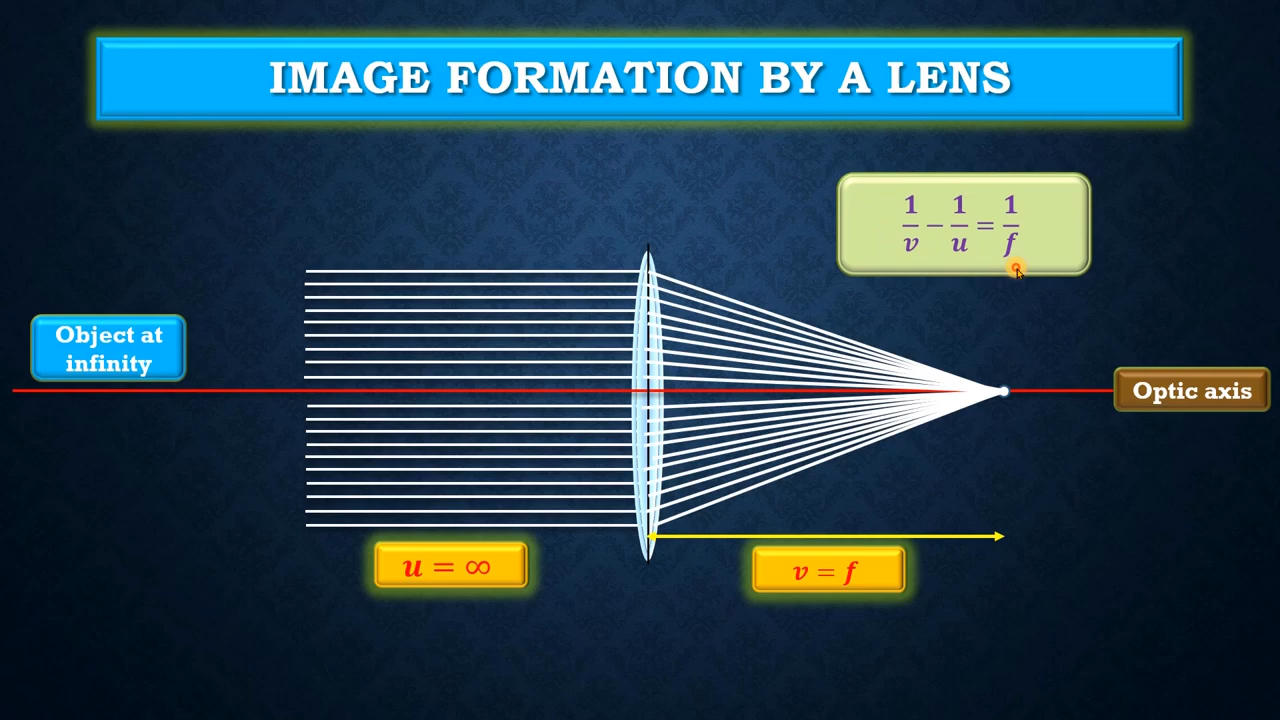 IMAGE FORMATION BY A LENS
1/v − 1/u = 1/f
Object at
infinity
Optic axis
u = ∞
v = f